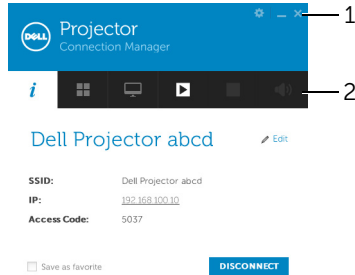 DELL
Projector
Connection Manager
1
i
2
Dell Projector abcd
Edit
SSID: Dell Projector abcd
IP: 192.168.100.10
Access Code: 5037
Save as favorite
DISCONNECT